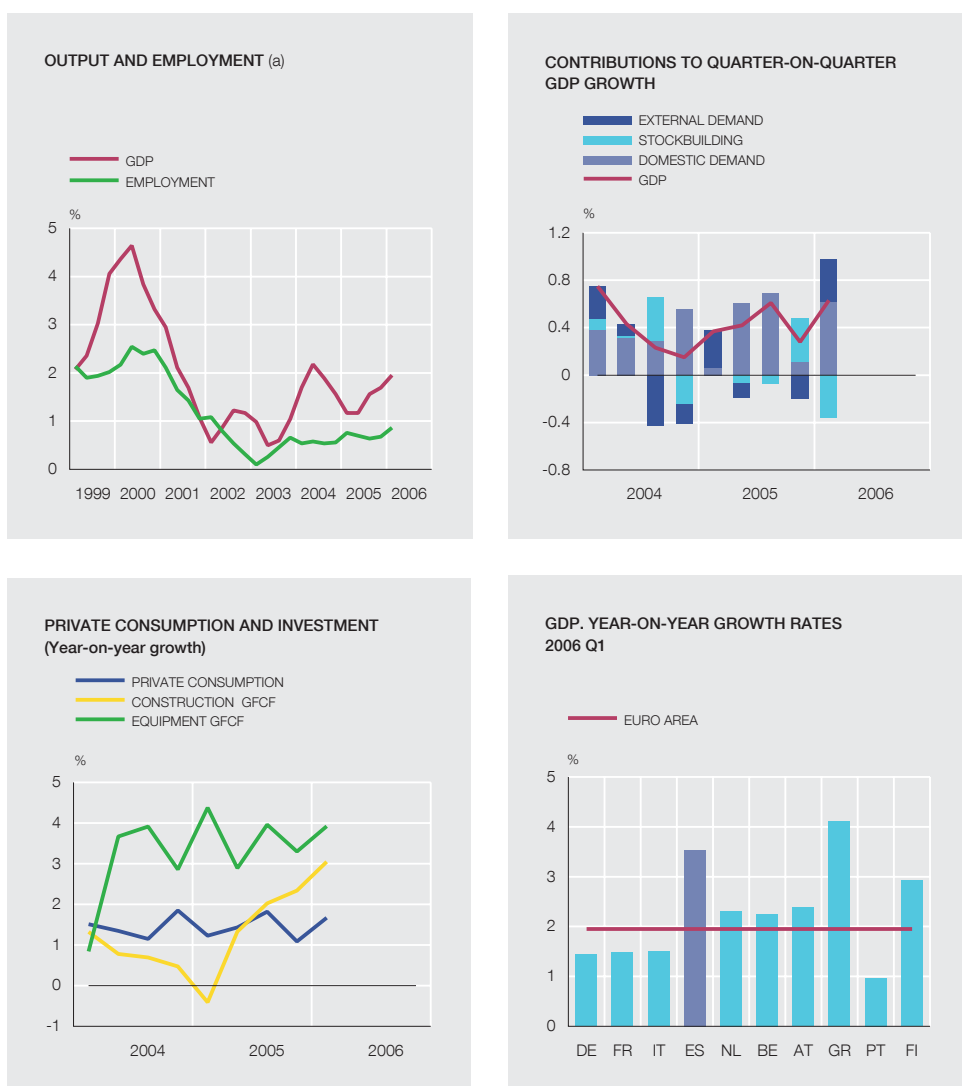 OUTPUT AND EMPLOYMENT (a)
GDP
EMPLOYMENT
%
5
4
3
2
1
0
1999 2000 2001 2002 2003 2004 2005 2006
CONTRIBUTIONS TO QUARTER-ON-QUARTER
GDP GROWTH
EXTERNAL DEMAND
STOCKBUILDING
DOMESTIC DEMAND
GDP
%
1.2
0.8
0.4
0
-0.4
-0.8
2004 2005 2006
PRIVATE CONSUMPTION AND INVESTMENT
(Year-on-year growth)
PRIVATE CONSUMPTION
CONSTRUCTION GFCF
EQUIPMENT GFCF
%
5
4
3
2
1
0
-1
2004 2005 2006
GDP. YEAR-ON-YEAR GROWTH RATES
2006 Q1
EURO AREA
%
5
4
3
2
1
0
DE FR IT ES NL BE AT GR PT FI